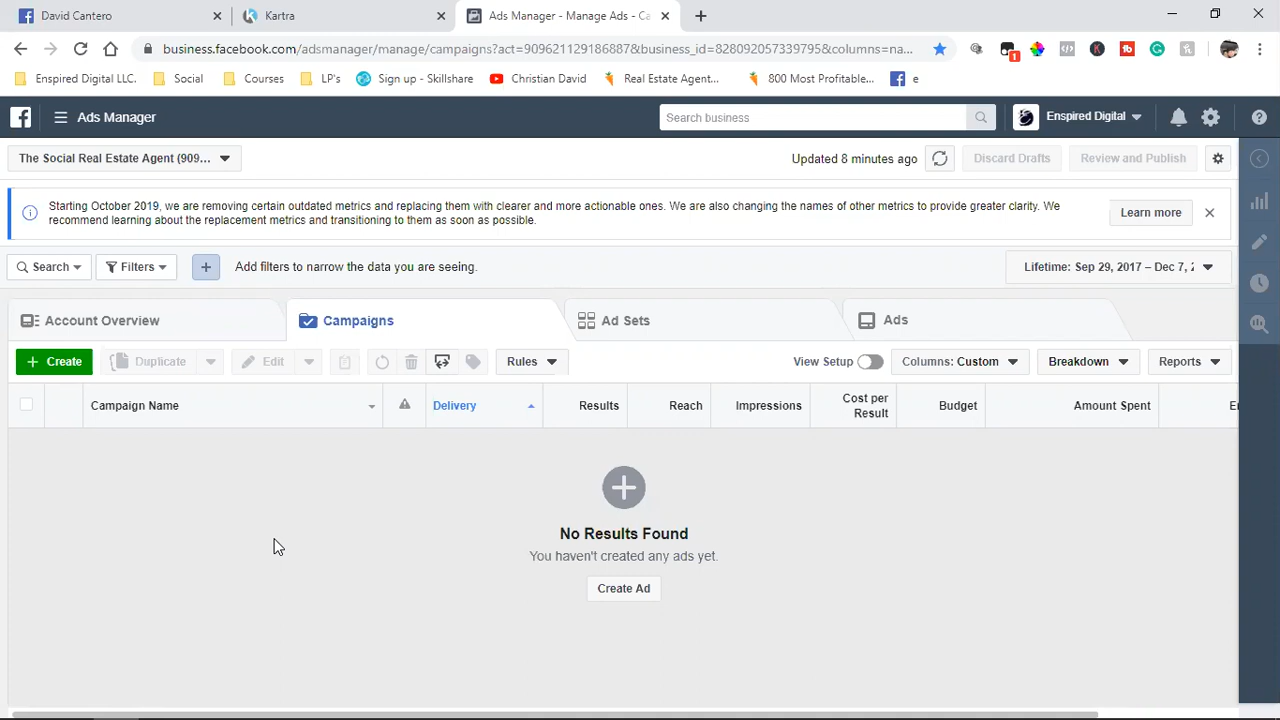 David Cantero
Kartra
Ads Manager - Manage Ads - Ca
business.facebook.com/adsmanager/manage/campaigns?act=909621129186887&business_id=828092057339795&columns=na...
1
Enspired Digital LLC.
Social
Courses
LP's
Sign up - Skillshare
Christian David
Real Estate Agent...
800 Most Profitable...
e
Ads Manager
Search business
Enspired Digital
The Social Real Estate Agent (909...
Updated 8 minutes ago
Discard Drafts
Review and Publish
Starting October 2019, we are removing certain outdated metrics and replacing them with clearer and more actionable ones. We are also changing the names of other metrics to provide greater clarity. We
recommend learning about the replacement metrics and transitioning to them as soon as possible.
Learn more
Search
Filters
Add filters to narrow the data you are seeing.
Lifetime: Sep 29, 2017 – Dec 7, 2
Account Overview
Campaigns
Ad Sets
Ads
Create
Duplicate
Edit
Rules
View Setup
Columns: Custom
Breakdown
Reports
Campaign Name
Delivery
Results
Reach
Impressions
Cost per
Result
Budget
Amount Spent
No Results Found
You haven't created any ads yet.
Create Ad